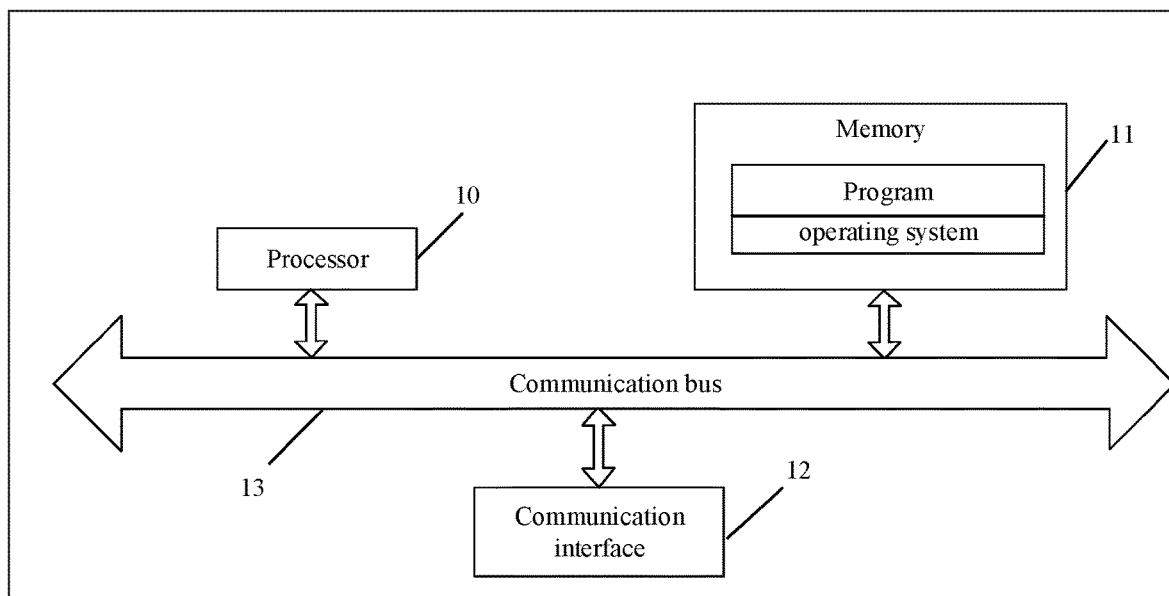 Memory
11
Program
10
operating system
Processor
Communication bus
13
12
Communication
interface